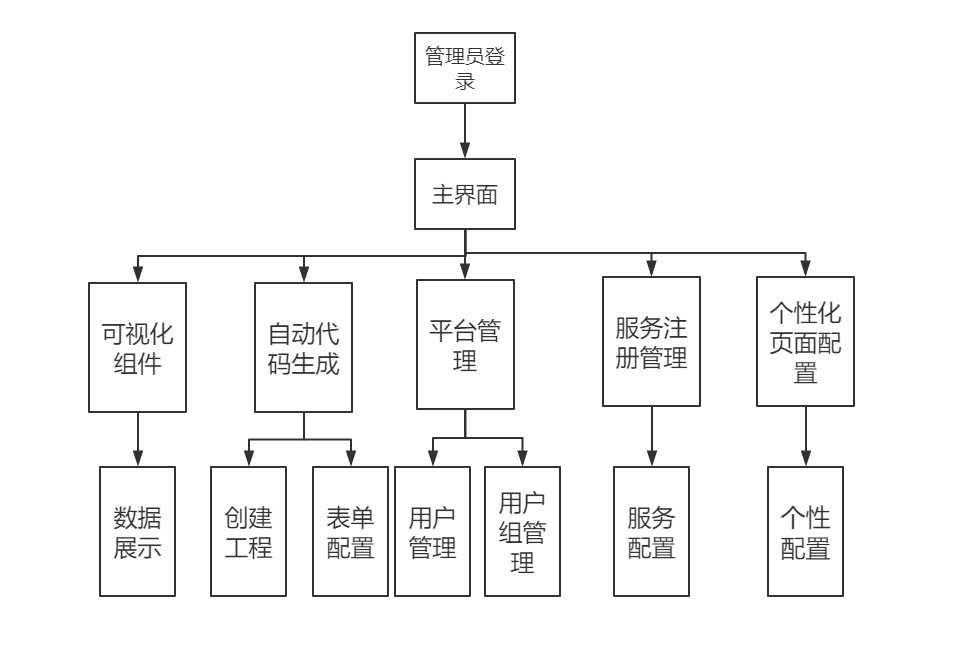 管理员登
录
主界面
可视化
组件
自动代
码生成
平台管
理
服务注
册管理
个性化
页面配
置
数据
展示
创建
工程
表单
配置
用户
管理
用户
组管
理
服务
配置
个性
配置